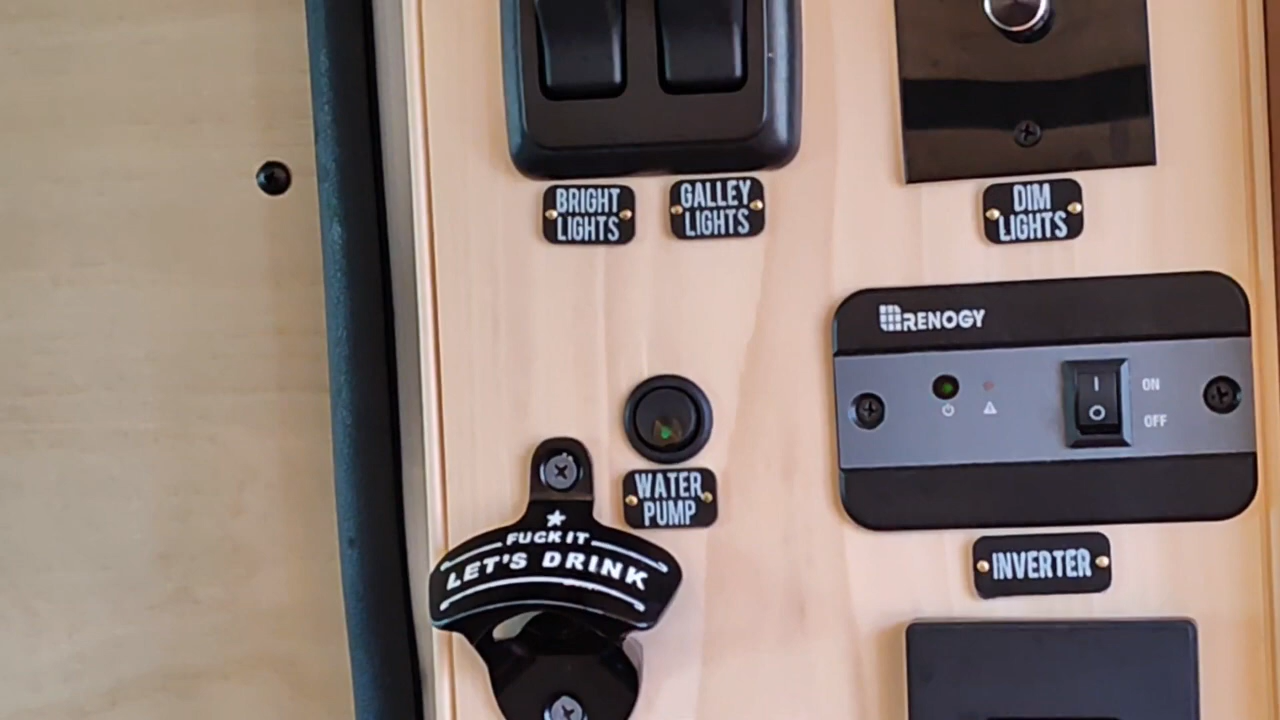 BRIGHT
LIGHTS
GALLEY
LIGHTS
DIM
LIGHTS
RENOGY
ON
OFF
WATER
PUMP
FUCK IT
LET'S DRINK
INVERTER